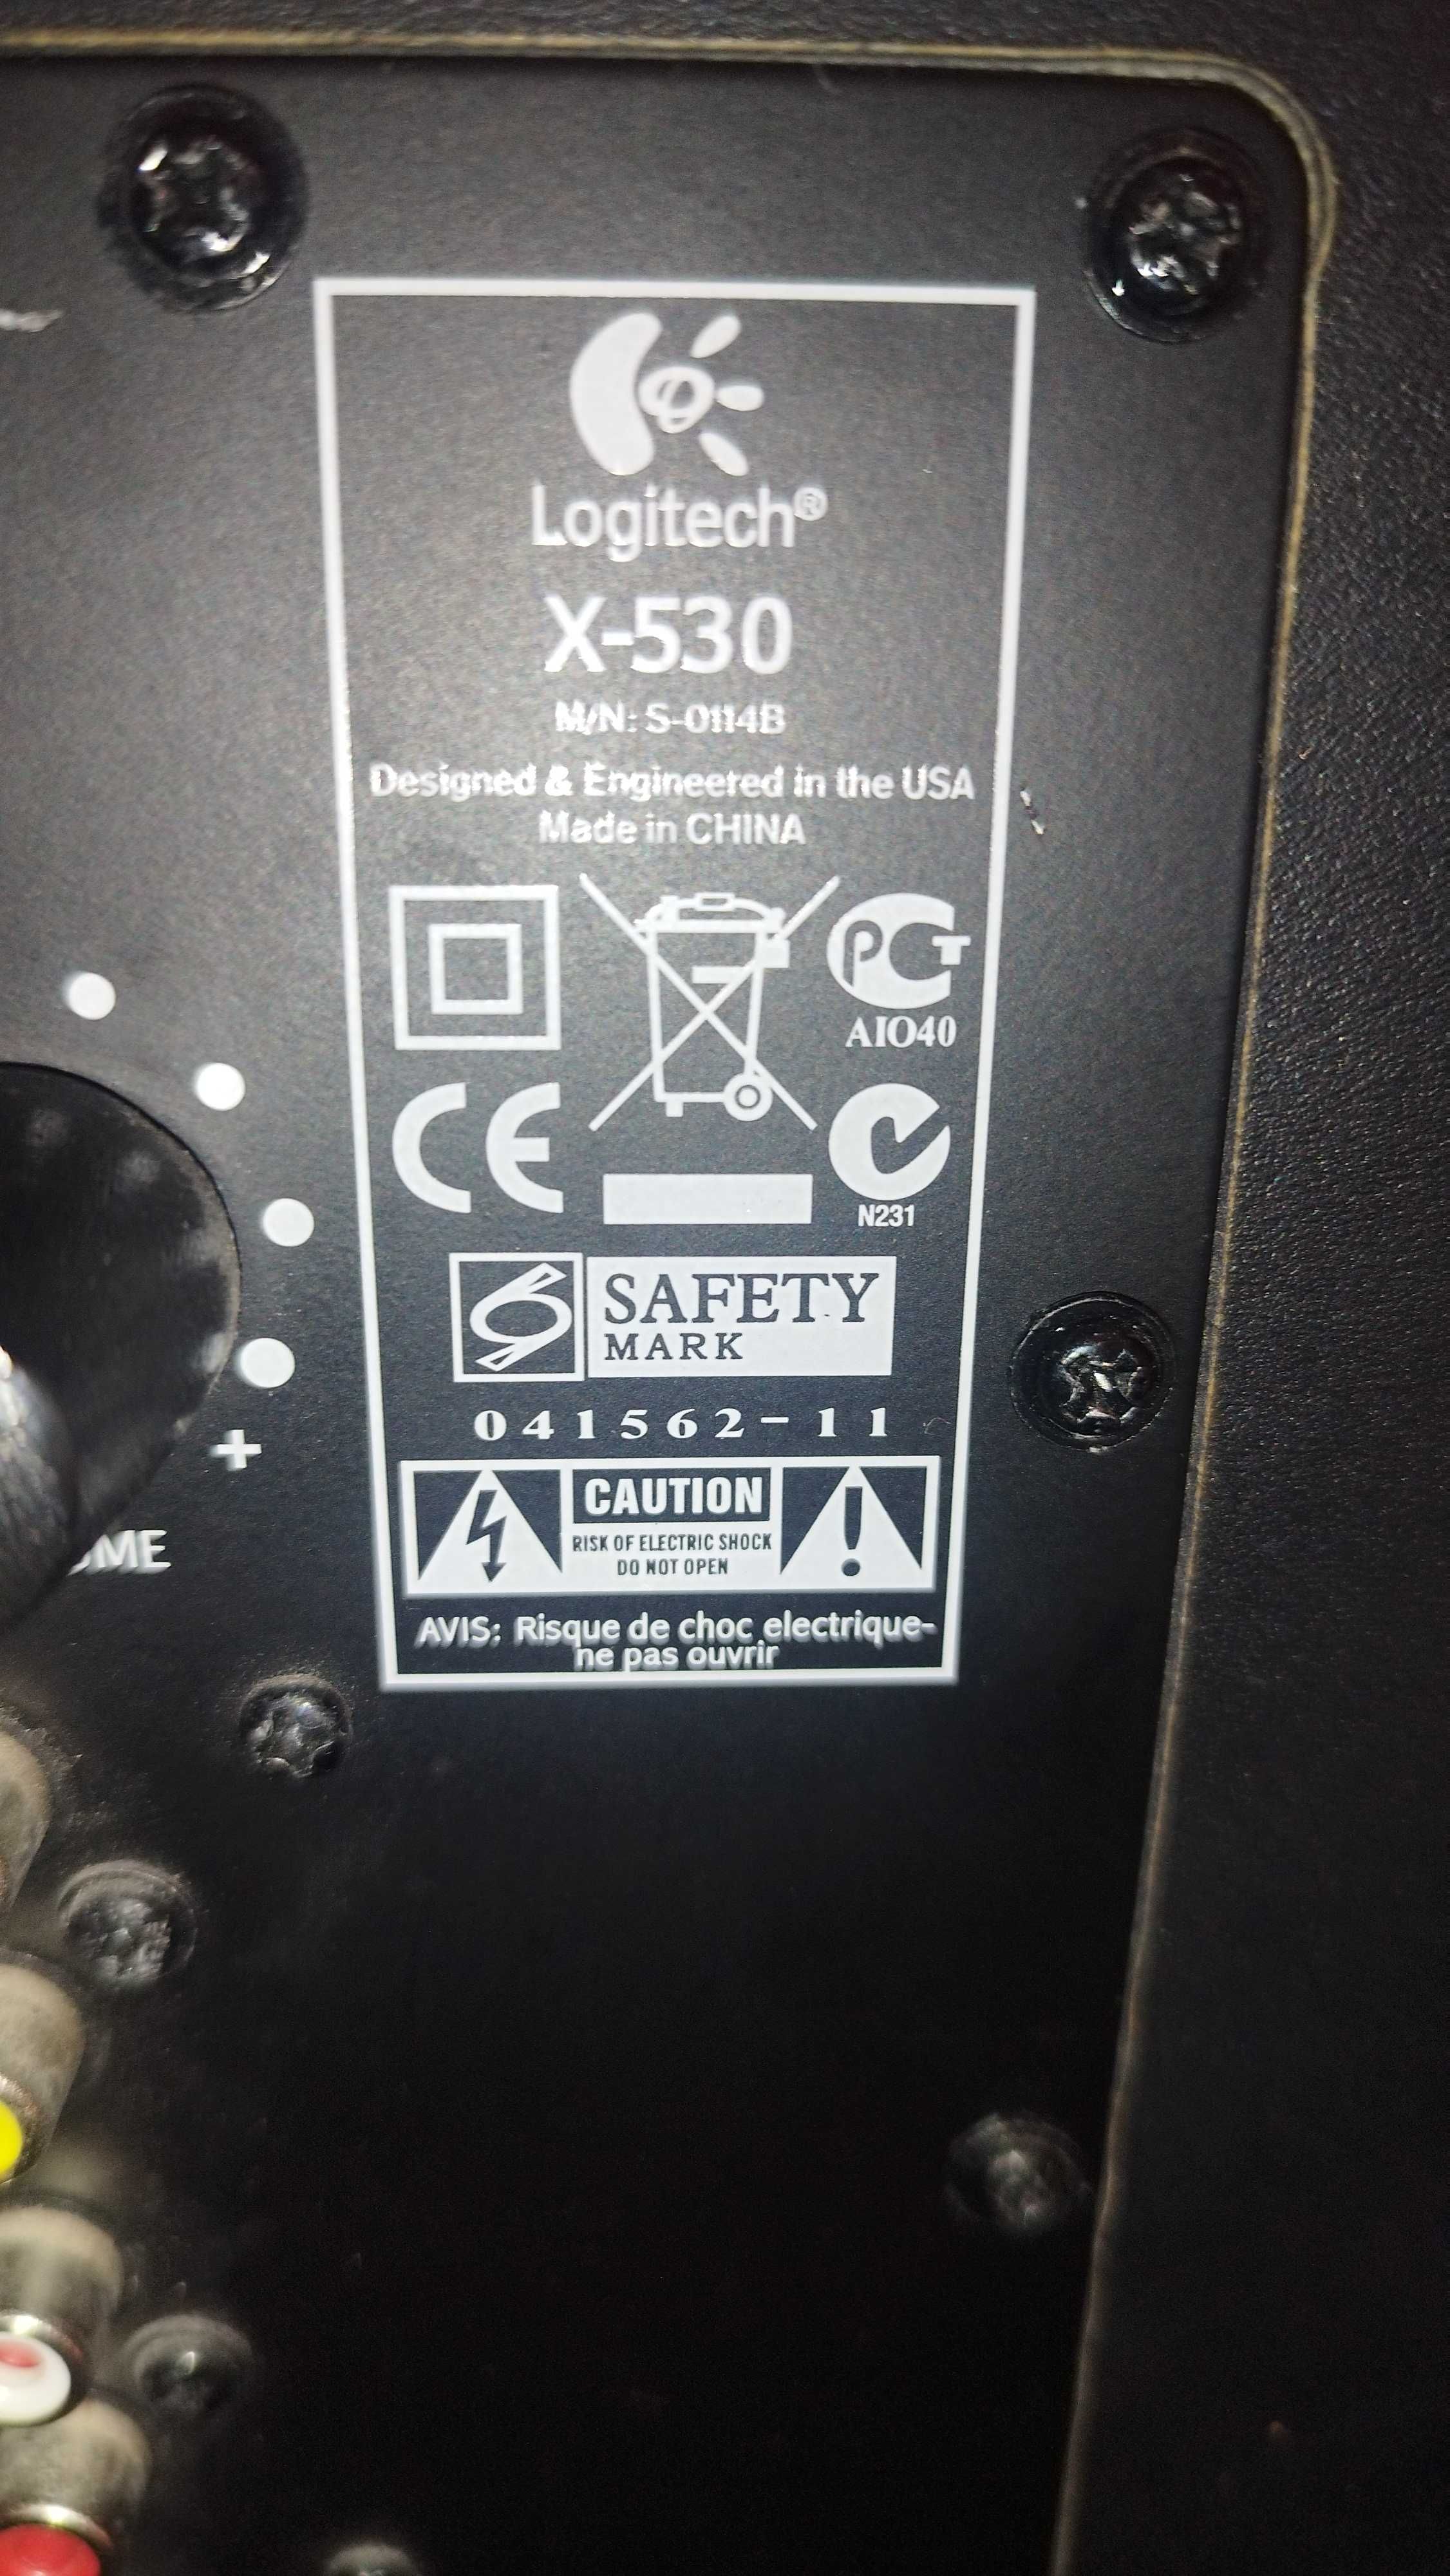 Logitech®
X-530
M/N: S-0114B
Designed & Engineered in the USA
Made in CHINA
PCT
AIO40
CE
N231
SAFETY
MARK
041562-11
+
CAUTION
RISK OF ELECTRIC SHOCK
DO NOT OPEN
UME
AVIS: Risque de choc electrique-
ne pas ouvrir